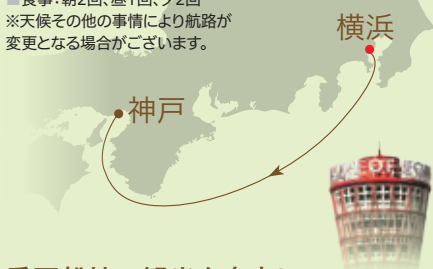 ■食事:朝2回、昼1回、夕2回
※天候その他の事情により航路が
変更となる場合がございます。
横浜
神戸